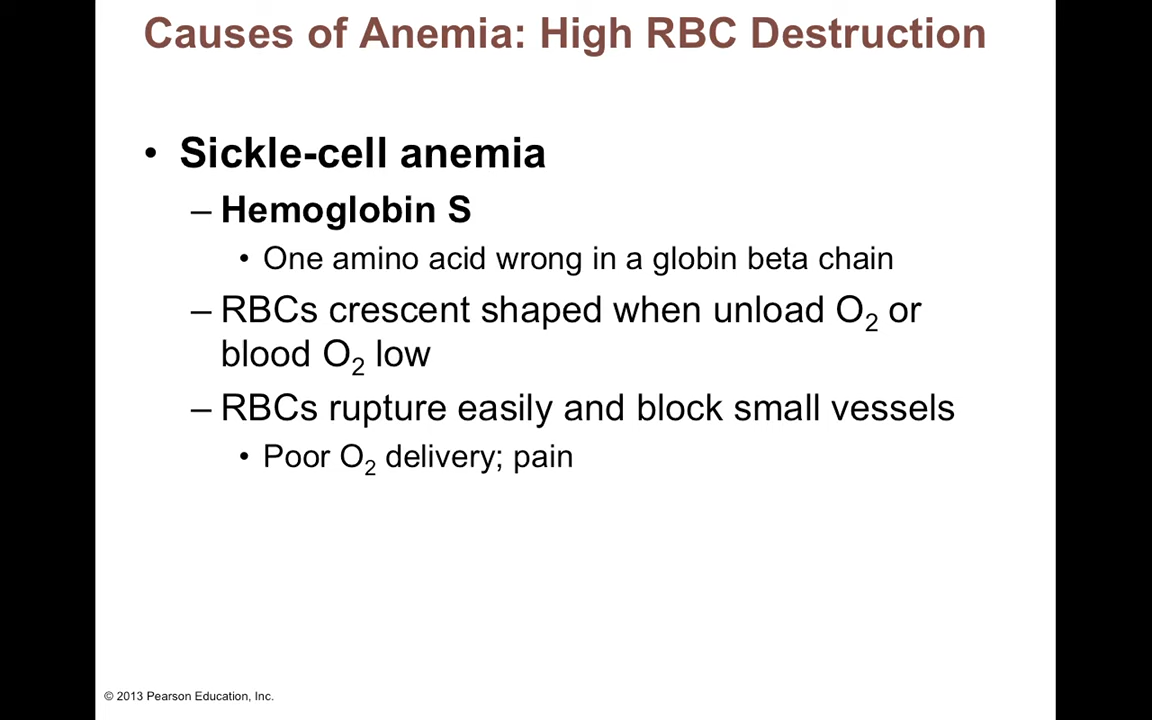 Causes of Anemia: High RBC Destruction
• Sickle-cell anemia
– Hemoglobin S
• One amino acid wrong in a globin beta chain
– RBCs crescent shaped when unload O₂ or
blood O₂ low
– RBCs rupture easily and block small vessels
• Poor O₂ delivery; pain
© 2013 Pearson Education, Inc.